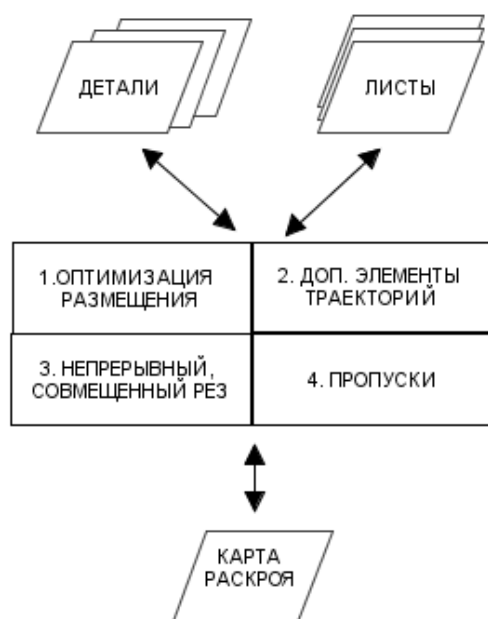 ДЕТАЛИ
ЛИСТЫ
1.ОПТИМИЗАЦИЯ
РАЗМЕЩЕНИЯ
2. ДОП. ЭЛЕМЕНТЫ
ТРАЕКТОРИЙ
3. НЕПРЕРЫВНЫЙ,
СОВМЕЩЕННЫЙ РЕЗ
4. ПРОПУСКИ
КАРТА
РАСКРОЯ